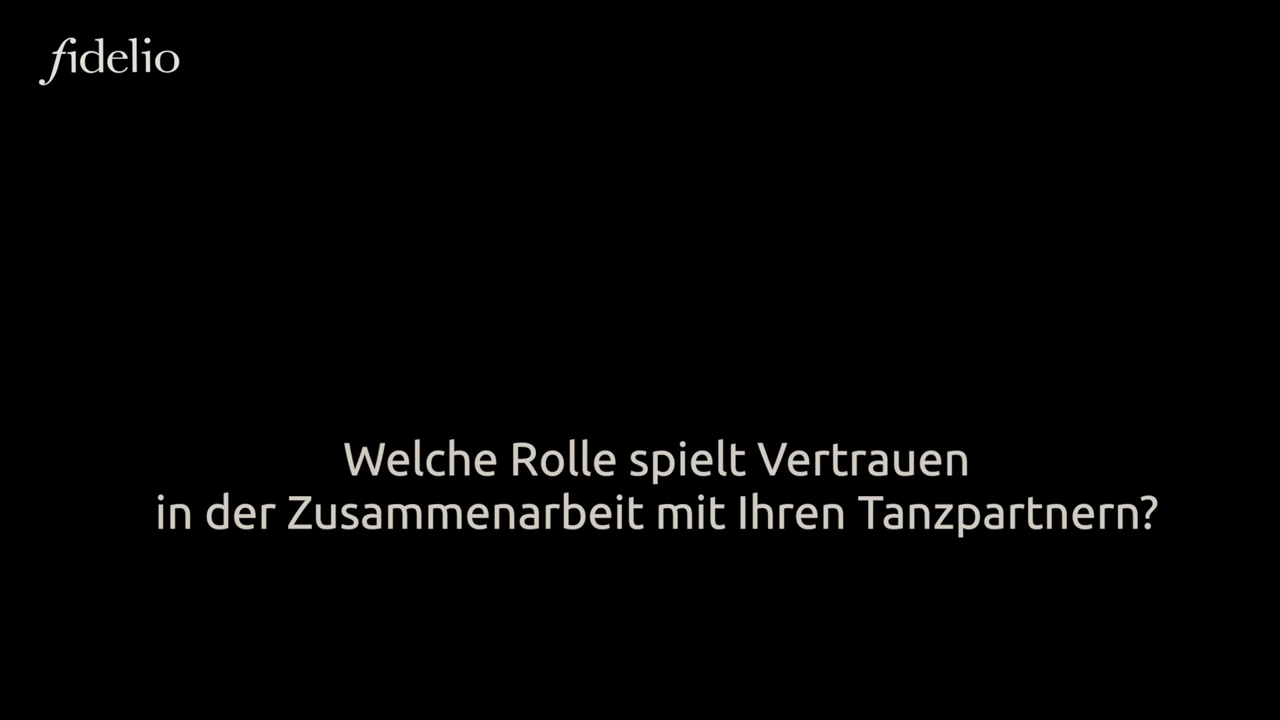 fidelio
Welche Rolle spielt Vertrauen
in der Zusammenarbeit mit Ihren Tanzpartnern?